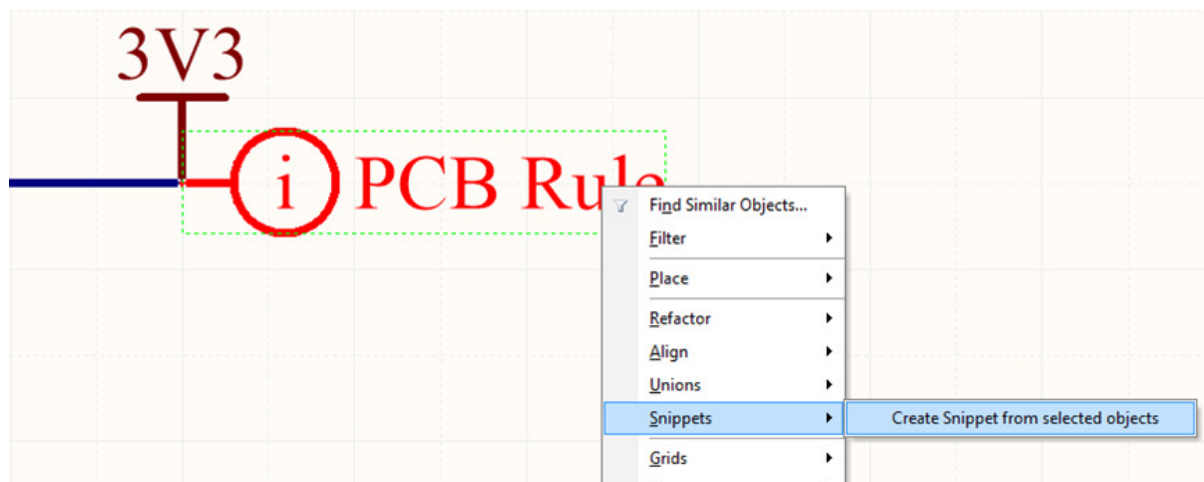 3V3
i PCB Rule
Find Similar Objects...
Filter
Place
Refactor
Align
Unions
Snippets
Create Snippet from selected objects
Grids